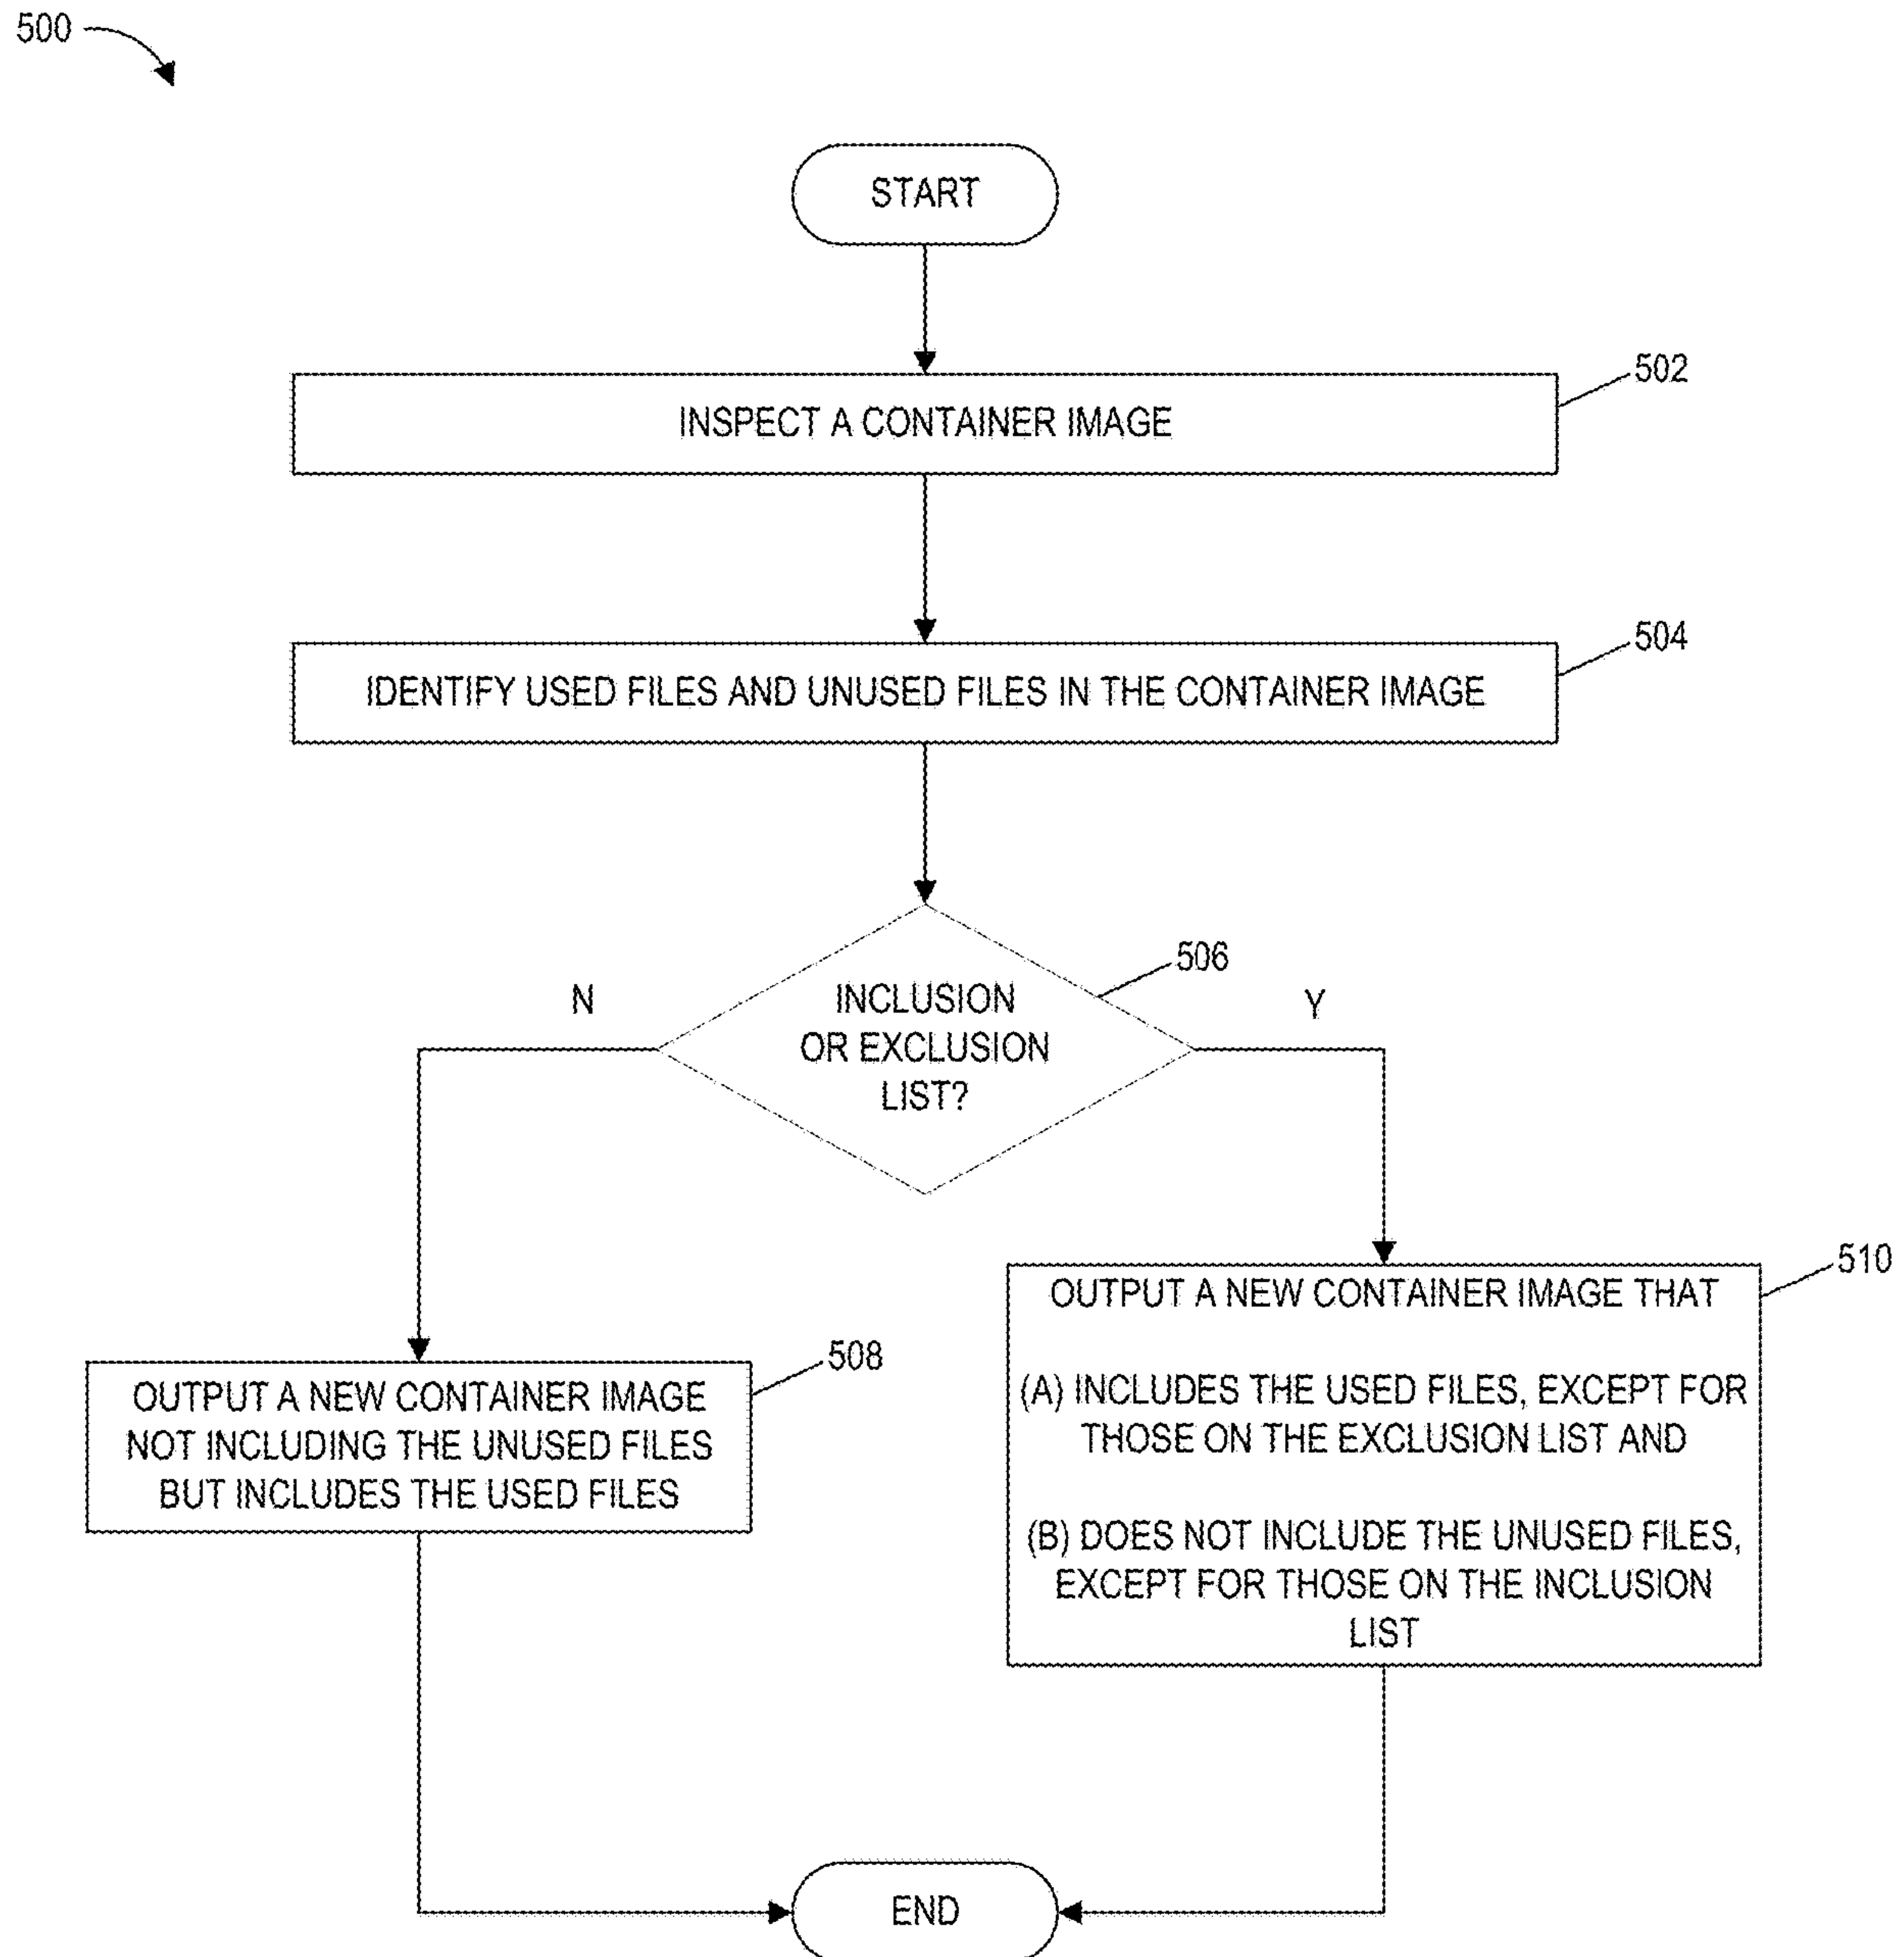 500
START
502
INSPECT A CONTAINER IMAGE
504
IDENTIFY USED FILES AND UNUSED FILES IN THE CONTAINER IMAGE
506
N
INCLUSION
OR EXCLUSION
LIST?
Y
510
OUTPUT A NEW CONTAINER IMAGE THAT
(A) INCLUDES THE USED FILES, EXCEPT FOR
THOSE ON THE EXCLUSION LIST AND
(B) DOES NOT INCLUDE THE UNUSED FILES,
EXCEPT FOR THOSE ON THE INCLUSION
LIST
508
OUTPUT A NEW CONTAINER IMAGE
NOT INCLUDING THE UNUSED FILES
BUT INCLUDES THE USED FILES
END